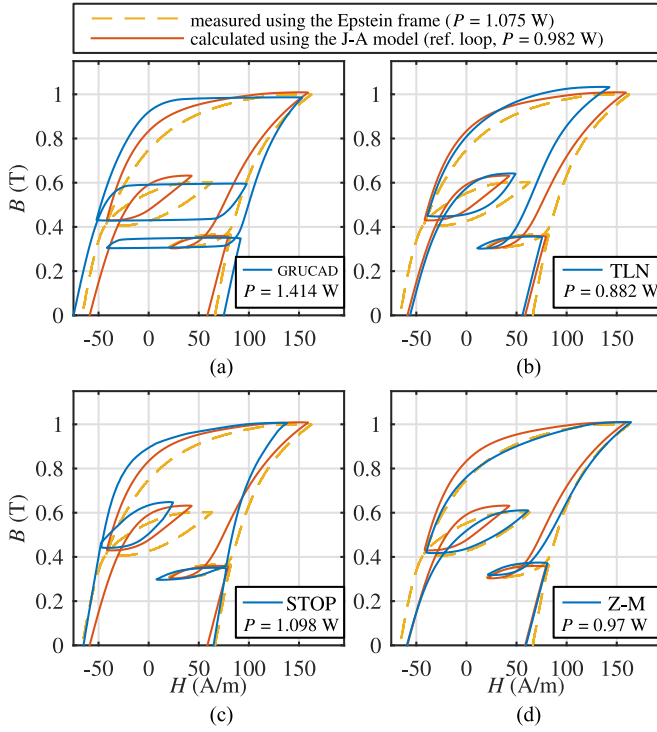 measured using the Epstein frame (P = 1.075 W)
calculated using the J-A model (ref. loop, P = 0.982 W)
B (T)
1
0.8
0.6
0.4
0.2
0
GRUCAD
P = 1.414 W
-50 0 50 100 150
(a)
1
0.8
0.6
0.4
0.2
0
TLN
P = 0.882 W
-50 0 50 100 150
(b)
B (T)
1
0.8
0.6
0.4
0.2
0
STOP
P = 1.098 W
-50 0 50 100 150
H (A/m)
(c)
1
0.8
0.6
0.4
0.2
0
Z-M
P = 0.97 W
-50 0 50 100 150
H (A/m)
(d)